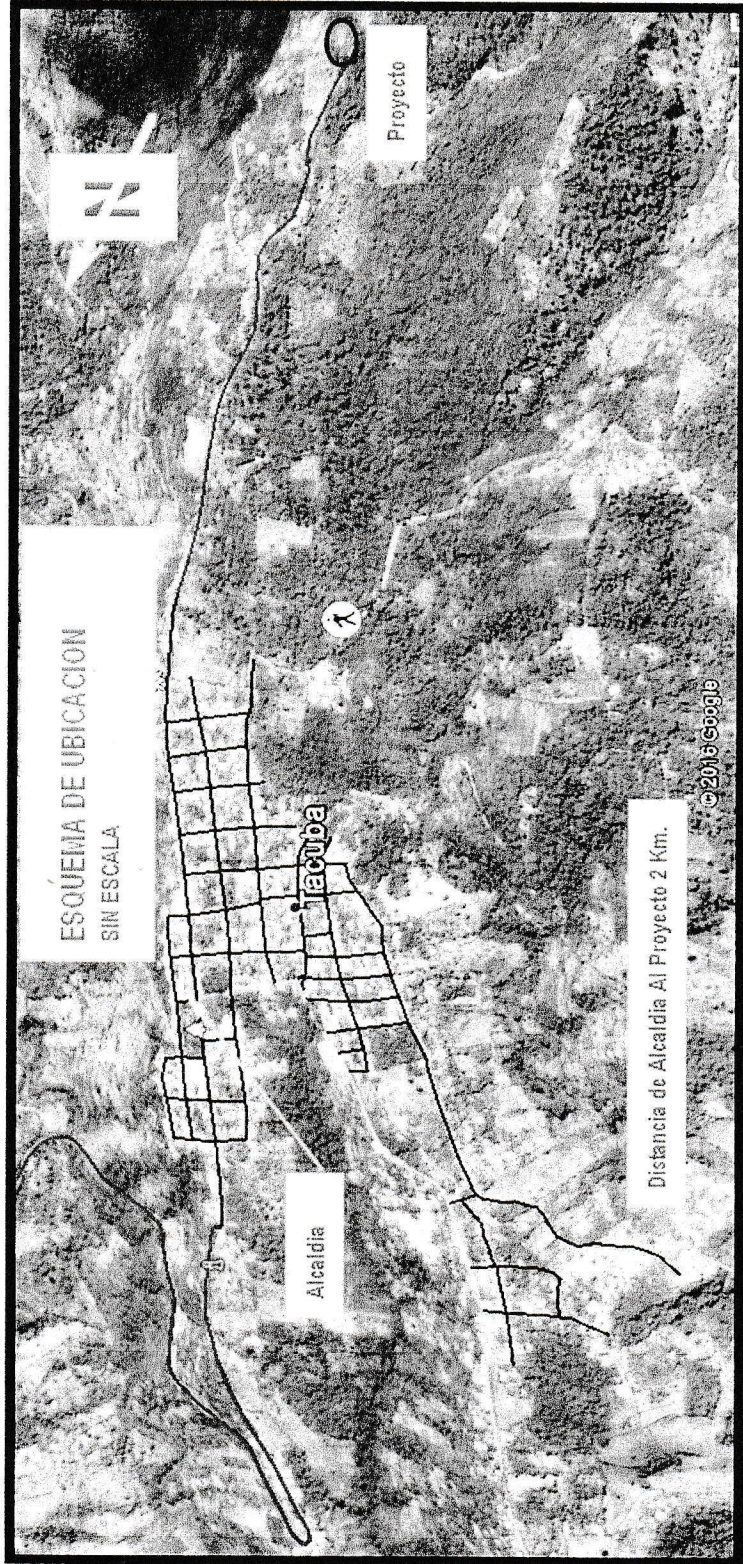 ESQUEMA DE UBICACION
SIN ESCALA
N
Proyecto
Tacuba
Alcaldia
Distancia de Alcaldia Al Proyecto 2 Km.
© 2016 Google